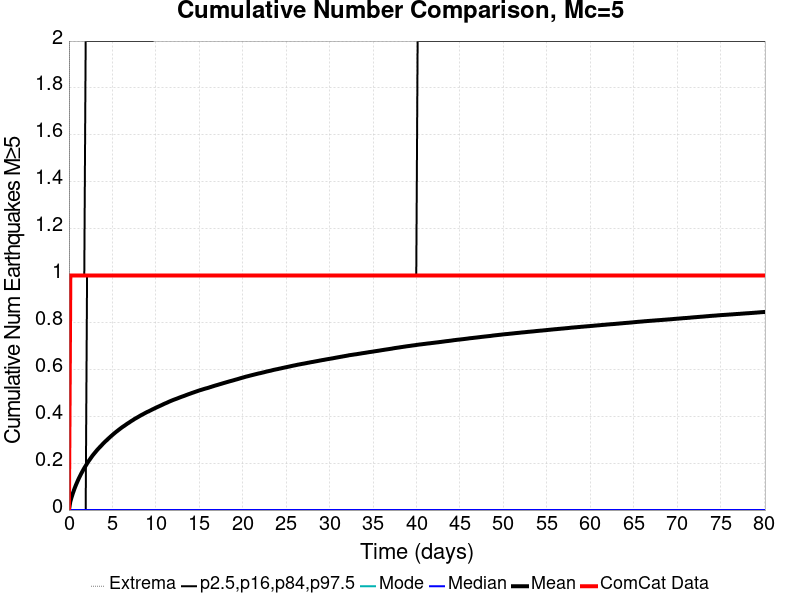 Cumulative Number Comparison, Mc=5
Cumulative Num Earthquakes M≥5
2
1.8
1.6
1.4
1.2
1
0.8
0.6
0.4
0.2
0
0 5 10 15 20 25 30 35 40 45 50 55 60 65 70 75 80
Time (days)
Extrema p2.5,p16,p84,p97.5 Mode Median Mean ComCat Data